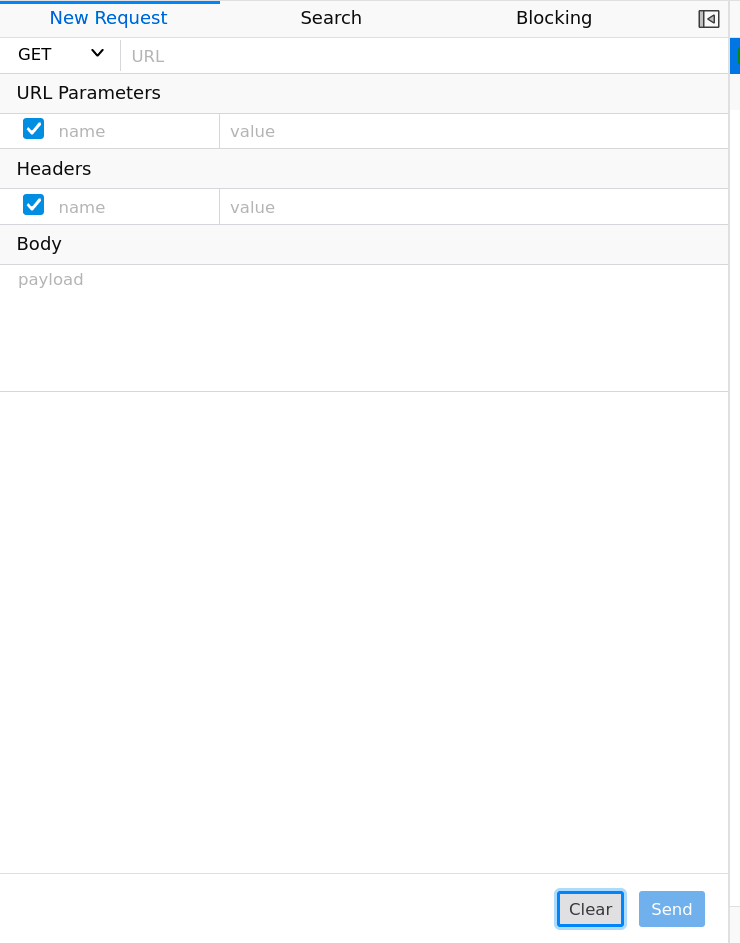 New Request Search Blocking
GET URL
URL Parameters
name value
Headers
name value
Body
payload
Clear Send